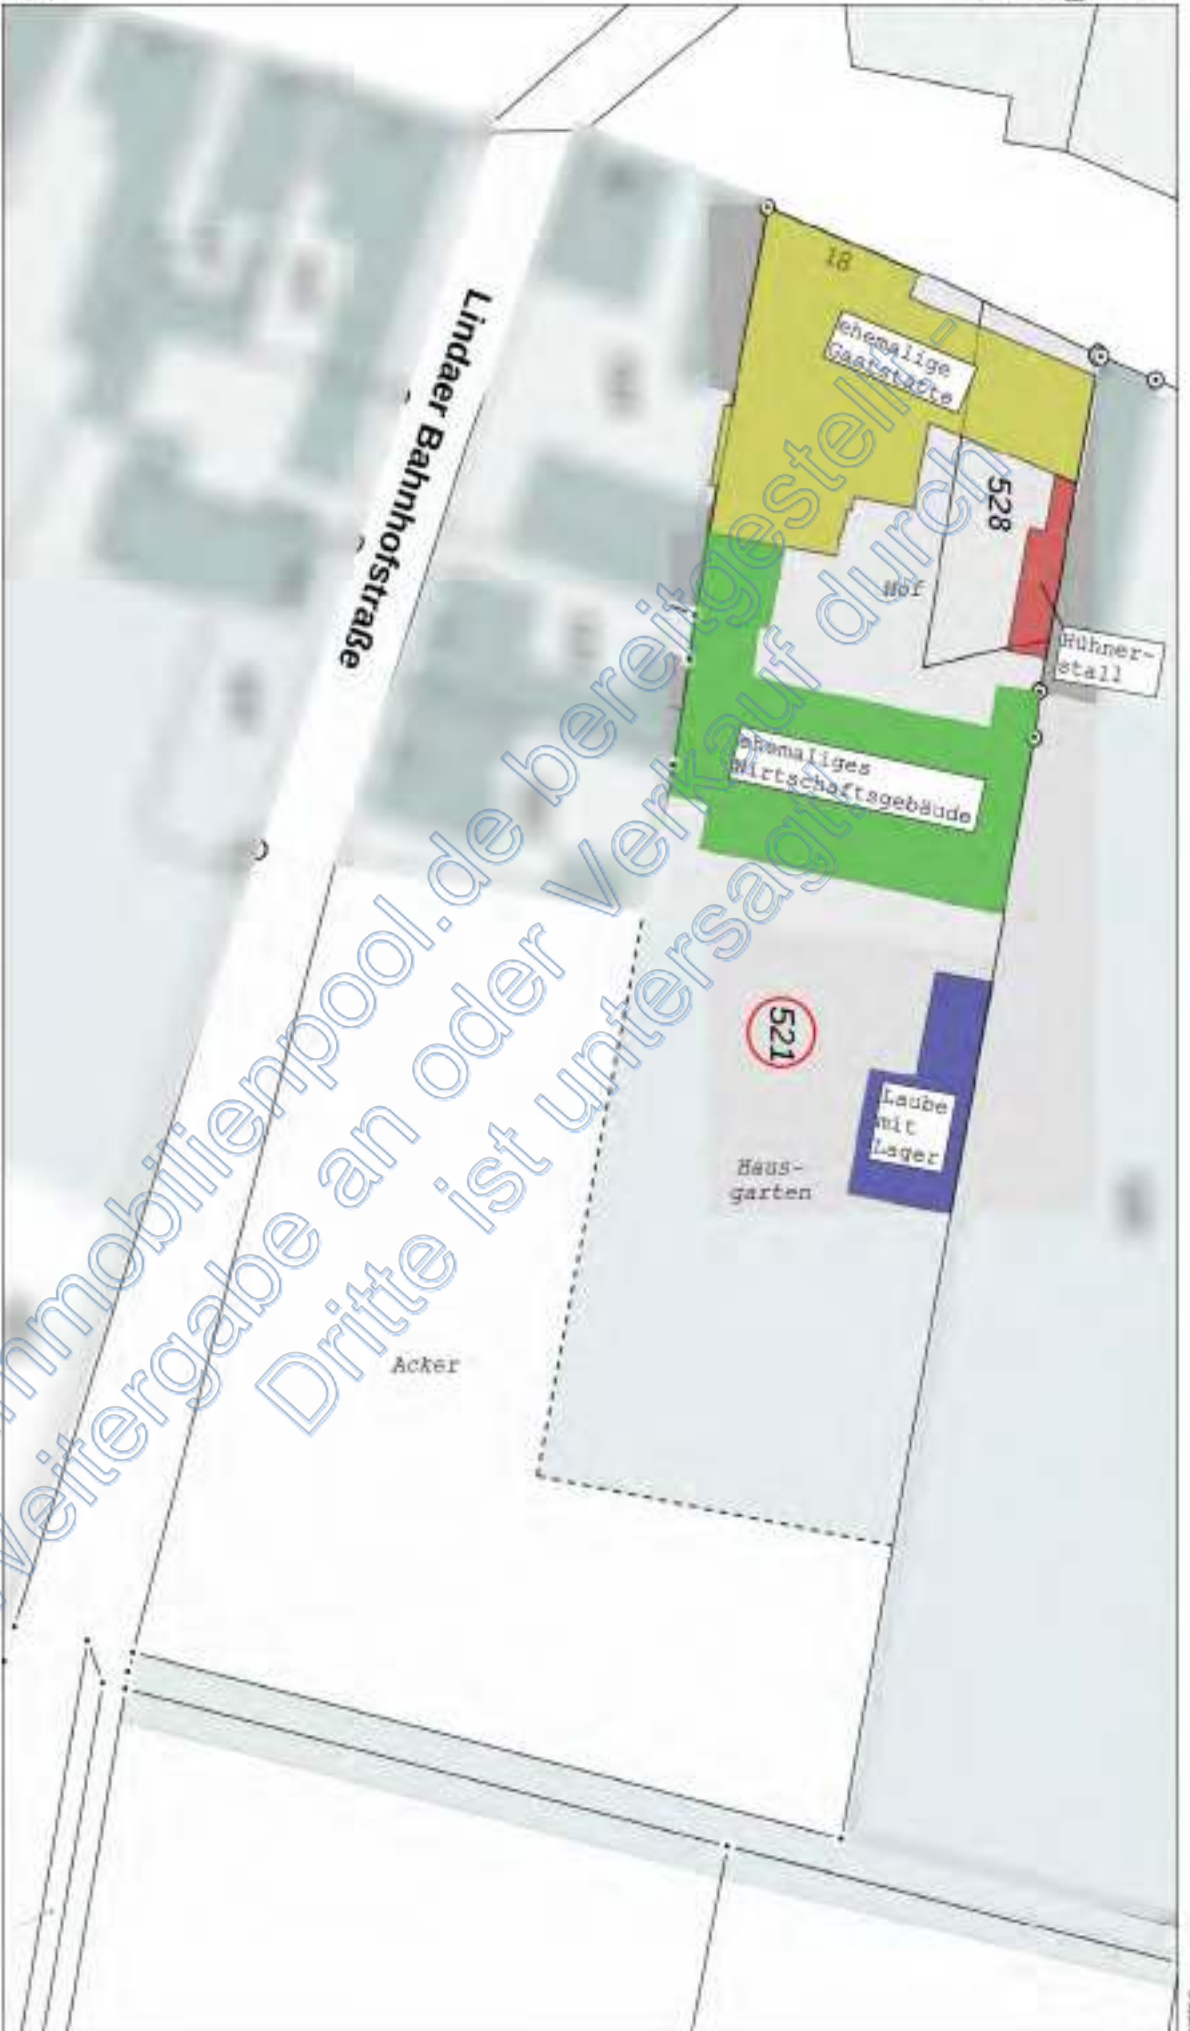 18
ehemalige
Gaststätte
Lindaer Bahnhofstraße
528
Hof
Hühner-
stall
ehemaliges
Wirtschaftsgebäude
521
Laube
mit
Lager
Haus-
garten
Acker
immobilienpool.de bereitgestellt -
Weitergabe an oder Verkauf durch
Dritte ist untersagt!